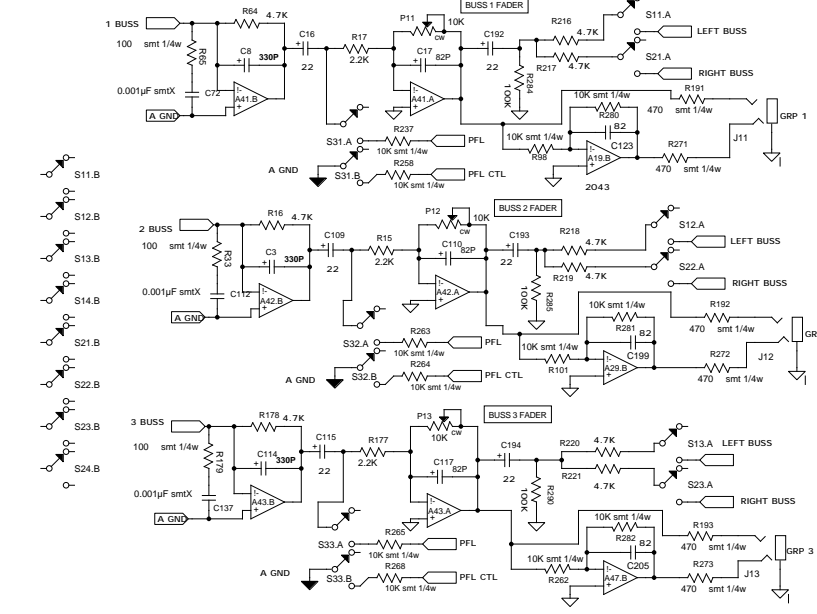 BUSS 1 FADER
1 BUSS
R64
4.7K
100 smt 1/4w
R65
C8
330P
0.001µF smtX
C72
A41.B
A GND
C16
22
R17
2.2K
P11
10K
cw
C17
82P
A41.A
C192
22
R284
100K
R216
4.7K
R217
4.7K
S11.A
LEFT BUSS
S21.A
RIGHT BUSS
R191
470 smt 1/4w
10K smt 1/4w
R280
82
C123
10K smt 1/4w
R98
A19.B
2043
R271
470 smt 1/4w
J11
GRP 1
S31.A
R237
10K smt 1/4w
PFL
R258
10K smt 1/4w
PFL CTL
S31.B
A GND
S11.B
S12.B
S13.B
S14.B
S21.B
S22.B
S23.B
S24.B
BUSS 2 FADER
2 BUSS
R16
4.7K
100 smt 1/4w
R33
C3
330P
0.001µF smtX
C112
A42.B
A GND
C109
22
R15
2.2K
P12
10K
cw
C110
82P
A42.A
C193
22
R285
100K
R218
4.7K
R219
4.7K
S12.A
LEFT BUSS
S22.A
RIGHT BUSS
R192
470 smt 1/4w
10K smt 1/4w
R281
82
C199
10K smt 1/4w
R101
A29.B
R272
470 smt 1/4w
J12
GR
S32.A
R263
10K smt 1/4w
PFL
R264
10K smt 1/4w
PFL CTL
S32.B
A GND
BUSS 3 FADER
3 BUSS
R178
4.7K
100 smt 1/4w
R179
C114
330P
0.001µF smtX
C137
A43.B
A GND
C115
22
R177
2.2K
P13
10K
cw
C117
82P
A43.A
C194
22
R290
100K
R220
4.7K
R221
4.7K
S13.A
LEFT BUSS
S23.A
RIGHT BUSS
R193
470 smt 1/4w
10K smt 1/4w
R282
82
C205
10K smt 1/4w
R262
A47.B
R273
470 smt 1/4w
J13
GRP 3
S33.A
R265
10K smt 1/4w
PFL
R268
10K smt 1/4w
PFL CTL
S33.B
A GND